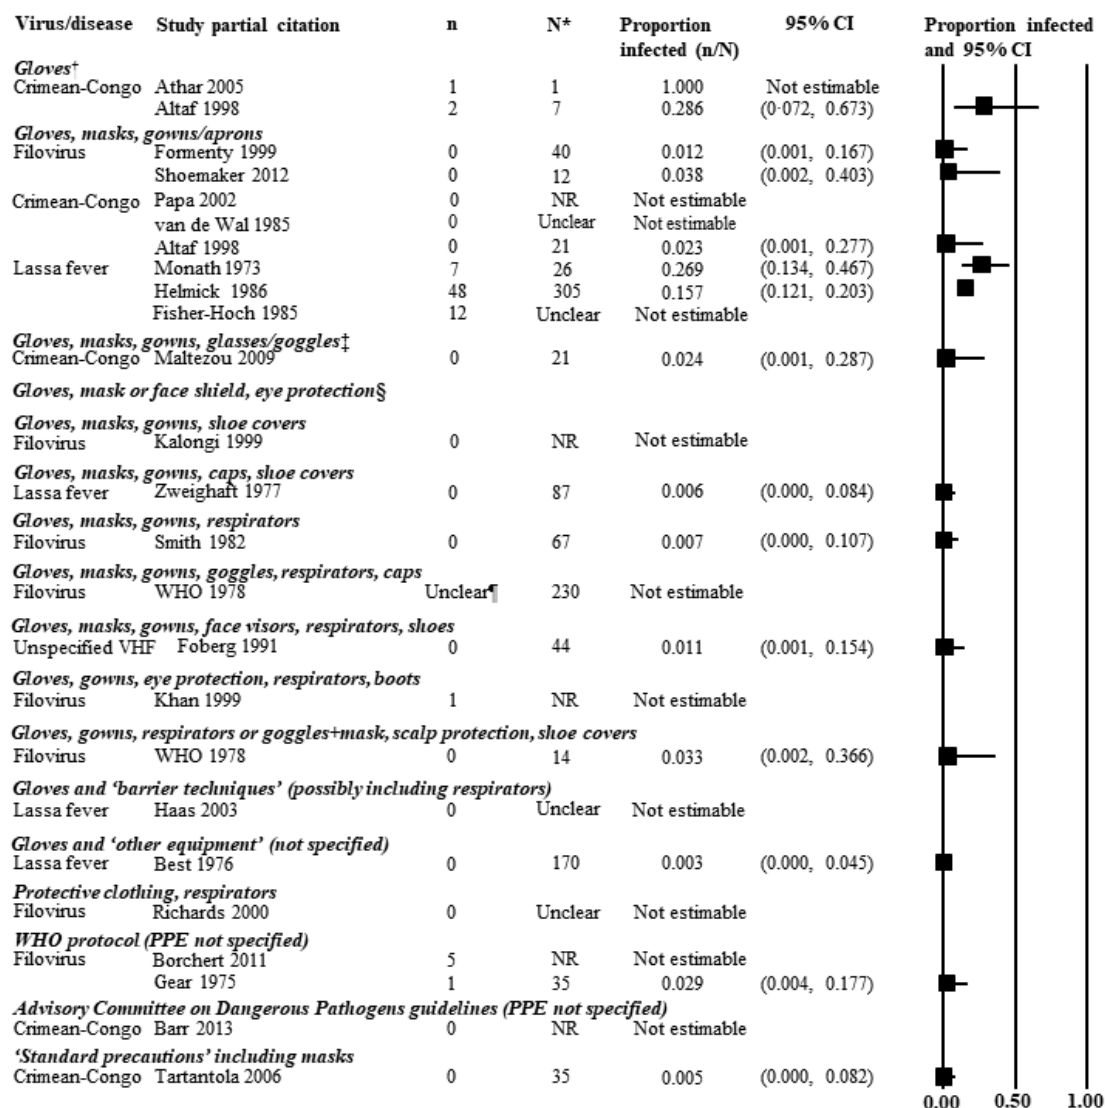 Virus/disease Study partial citation n N* Proportion infected (n/N) 95% CI Proportion infected and 95% CI
Gloves†
Crimean-Congo Athar 2005 1 1 1.000 Not estimable
Altaf 1998 2 7 0.286 (0·072, 0.673)
Gloves, masks, gowns/aprons
Filovirus Formenty 1999 0 40 0.012 (0.001, 0.167)
Shoemaker 2012 0 12 0.038 (0.002, 0.403)
Crimean-Congo Papa 2002 0 NR Not estimable
van de Wal 1985 0 Unclear Not estimable
Altaf 1998 0 21 0.023 (0.001, 0.277)
Lassa fever Monath 1973 7 26 0.269 (0.134, 0.467)
Helmick 1986 48 305 0.157 (0.121, 0.203)
Fisher-Hoch 1985 12 Unclear Not estimable
Gloves, masks, gowns, glasses/goggles‡
Crimean-Congo Maltezou 2009 0 21 0.024 (0.001, 0.287)
Gloves, mask or face shield, eye protection§
Gloves, masks, gowns, shoe covers
Filovirus Kalongi 1999 0 NR Not estimable
Gloves, masks, gowns, caps, shoe covers
Lassa fever Zweighaft 1977 0 87 0.006 (0.000, 0.084)
Gloves, masks, gowns, respirators
Filovirus Smith 1982 0 67 0.007 (0.000, 0.107)
Gloves, masks, gowns, goggles, respirators, caps
Filovirus WHO 1978 Unclear¶ 230 Not estimable
Gloves, masks, gowns, face visors, respirators, shoes
Unspecified VHF Foberg 1991 0 44 0.011 (0.001, 0.154)
Gloves, gowns, eye protection, respirators, boots
Filovirus Khan 1999 1 NR Not estimable
Gloves, gowns, respirators or goggles+mask, scalp protection, shoe covers
Filovirus WHO 1978 0 14 0.033 (0.002, 0.366)
Gloves and ‘barrier techniques’ (possibly including respirators)
Lassa fever Haas 2003 0 Unclear Not estimable
Gloves and ‘other equipment’ (not specified)
Lassa fever Best 1976 0 170 0.003 (0.000, 0.045)
Protective clothing, respirators
Filovirus Richards 2000 0 Unclear Not estimable
WHO protocol (PPE not specified)
Filovirus Borchert 2011 5 NR Not estimable
Gear 1975 1 35 0.029 (0.004, 0.177)
Advisory Committee on Dangerous Pathogens guidelines (PPE not specified)
Crimean-Congo Barr 2013 0 NR Not estimable
‘Standard precautions’ including masks
Crimean-Congo Tartantola 2006 0 35 0.005 (0.000, 0.082)
0.00 0.50 1.00